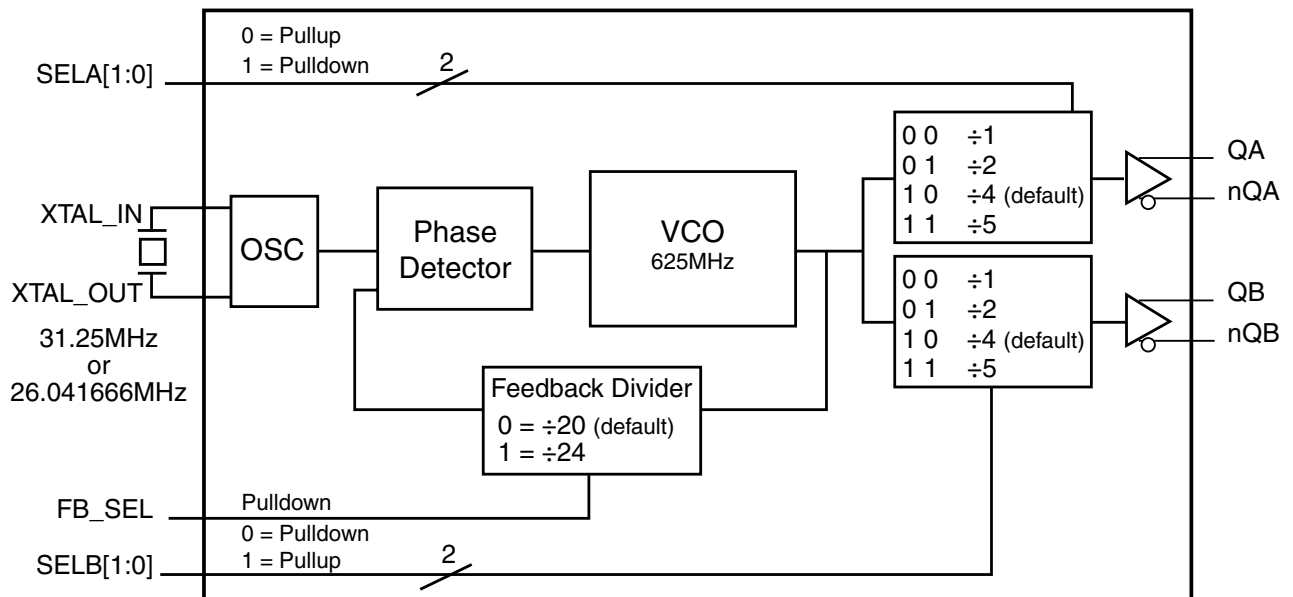 0 = Pullup
1 = Pulldown
2
SELA[1:0]
0 0 ÷1
0 1 ÷2
1 0 ÷4 (default)
1 1 ÷5
QA
nQA
XTAL_IN
XTAL_OUT
31.25MHz
or
26.041666MHz
OSC
Phase
Detector
VCO
625MHz
0 0 ÷1
0 1 ÷2
1 0 ÷4 (default)
1 1 ÷5
QB
nQB
Feedback Divider
0 = ÷20 (default)
1 = ÷24
FB_SEL
Pulldown
0 = Pulldown
1 = Pullup
2
SELB[1:0]